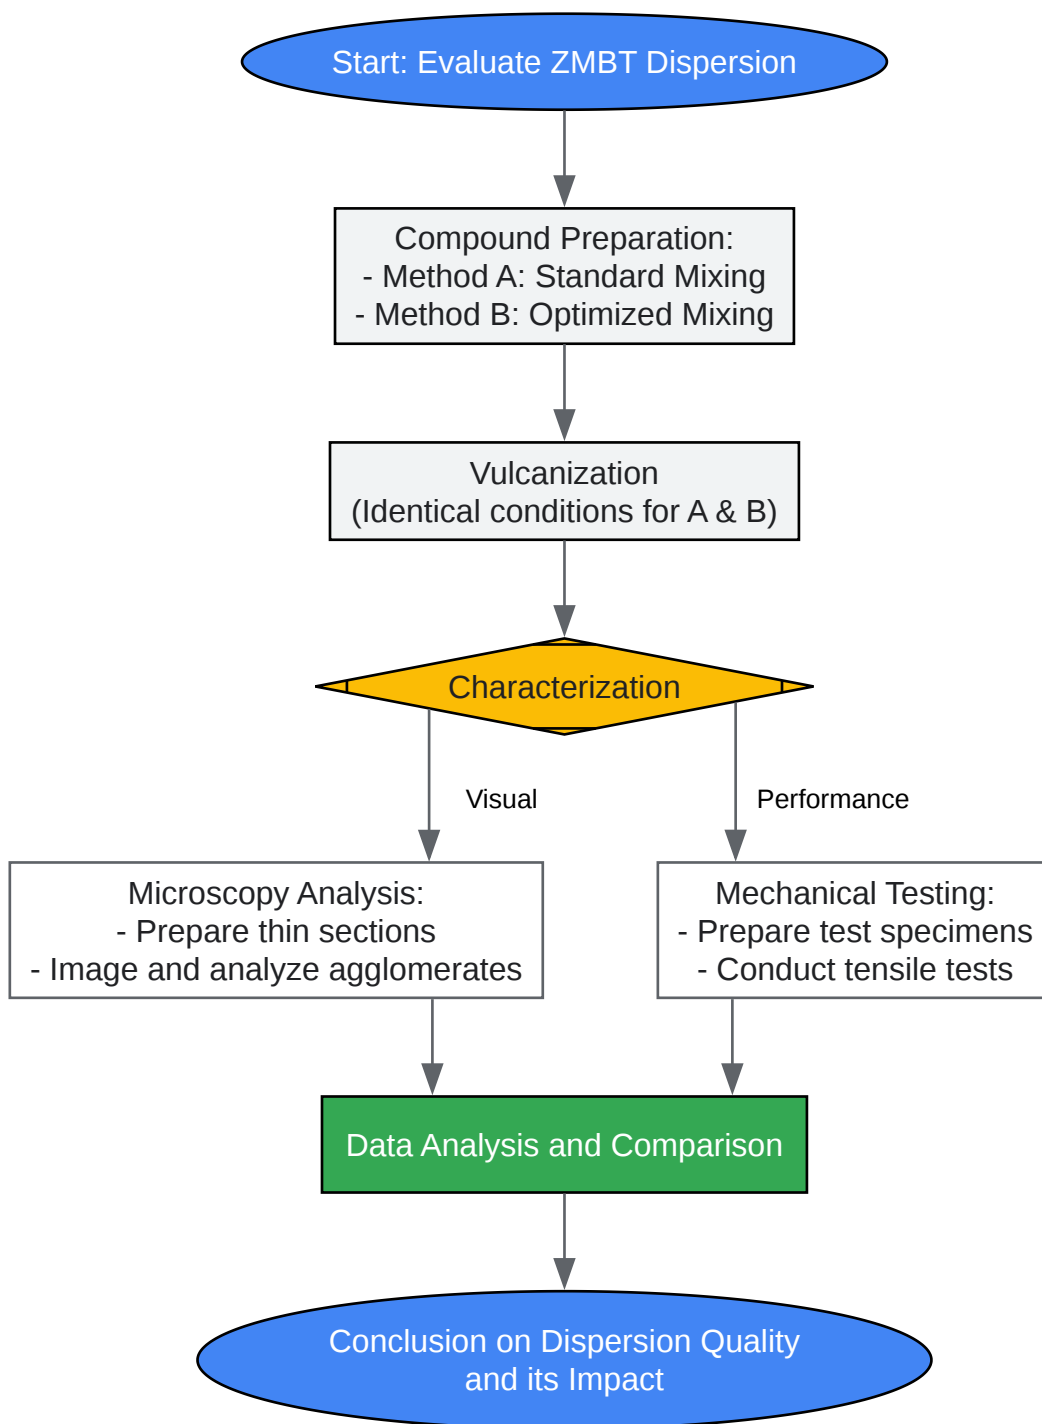 Start: Evaluate ZMBT Dispersion
Compound Preparation:
- Method A: Standard Mixing
- Method B: Optimized Mixing
Vulcanization
(Identical conditions for A & B)
Characterization
Visual
Performance
Microscopy Analysis:
- Prepare thin sections
- Image and analyze agglomerates
Mechanical Testing:
- Prepare test specimens
- Conduct tensile tests
Data Analysis and Comparison
Conclusion on Dispersion Quality
and its Impact